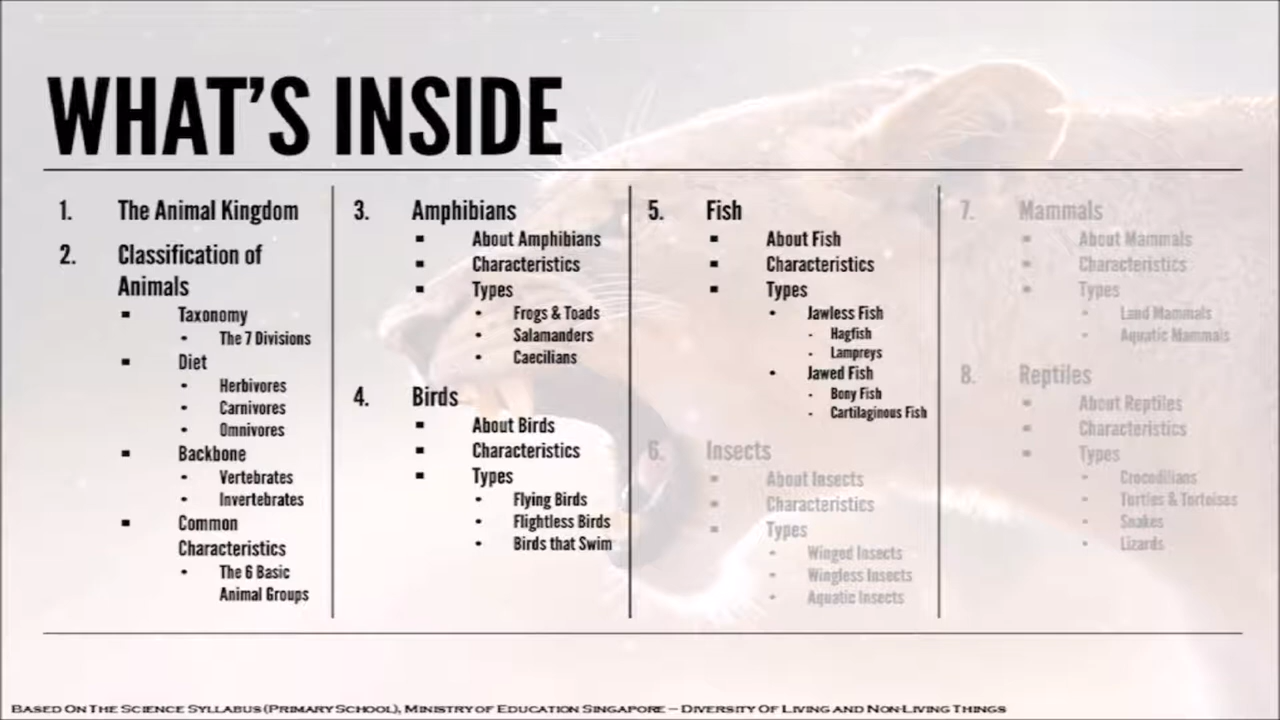 WHAT'S INSIDE
1. The Animal Kingdom
2. Classification of
Animals
▪ Taxonomy
• The 7 Divisions
▪ Diet
• Herbivores
• Carnivores
• Omnivores
▪ Backbone
• Vertebrates
• Invertebrates
▪ Common
Characteristics
• The 6 Basic
Animal Groups
3. Amphibians
▪ About Amphibians
▪ Characteristics
▪ Types
• Frogs & Toads
• Salamanders
• Caecilians
4. Birds
▪ About Birds
▪ Characteristics
▪ Types
• Flying Birds
• Flightless Birds
• Birds that Swim
5. Fish
▪ About Fish
▪ Characteristics
▪ Types
• Jawless Fish
- Hagfish
- Lampreys
• Jawed Fish
- Bony Fish
- Cartilaginous Fish
6. Insects
▪ About Insects
▪ Characteristics
▪ Types
• Winged Insects
• Wingless Insects
• Aquatic Insects
7. Mammals
▪ About Mammals
▪ Characteristics
▪ Types
• Land Mammals
• Aquatic Mammals
8. Reptiles
▪ About Reptiles
▪ Characteristics
▪ Types
• Crocodilians
• Turtles & Tortoises
• Snakes
• Lizards
BASED ON THE SCIENCE SYLLABUS (PRIMARY SCHOOL), MINISTRY OF EDUCATION SINGAPORE – DIVERSITY OF LIVING AND NON-LIVING THINGS